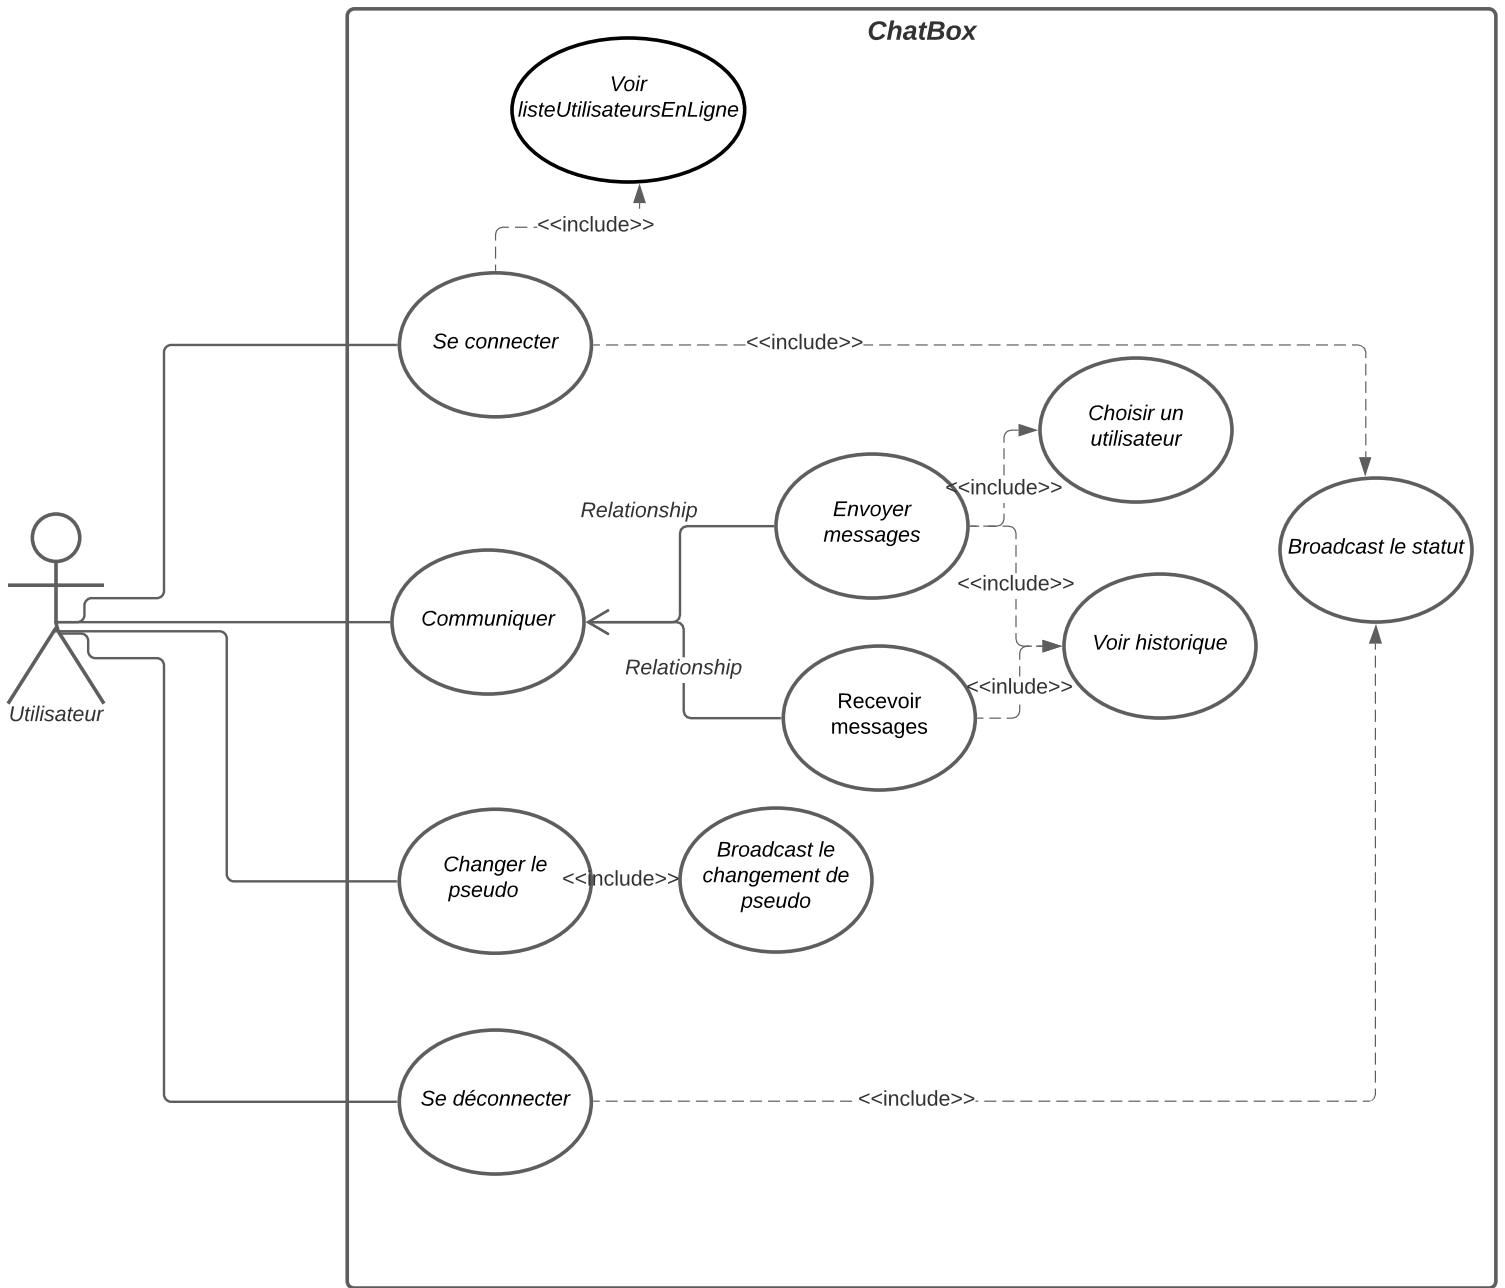 ChatBox
Voir
listeUtilisateursEnLigne
<<include>>
Se connecter
<<include>>
Choisir un
utilisateur
<<include>>
Relationship
Envoyer
messages
Broadcast le statut
<<include>>
Communiquer
Voir historique
Relationship
<<inlude>>
Recevoir
messages
Utilisateur
Changer le
pseudo
<<include>>
Broadcast le
changement de
pseudo
Se déconnecter
<<include>>